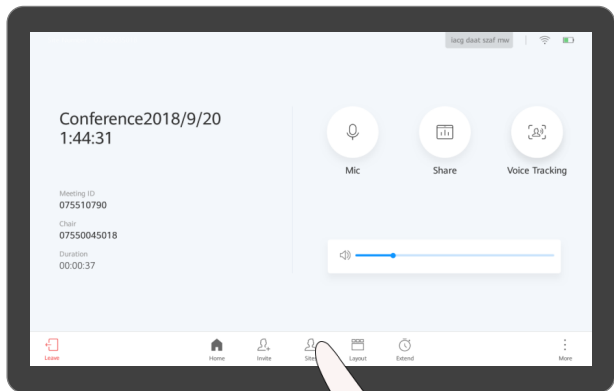 iacg daat szaf mw
Conference2018/9/20
1:44:31
Mic
Share
Voice Tracking
Meeting ID
075510790
Chair
07550045018
Duration
00:00:37
Leave
Home
Invite
Layout
Extend
More